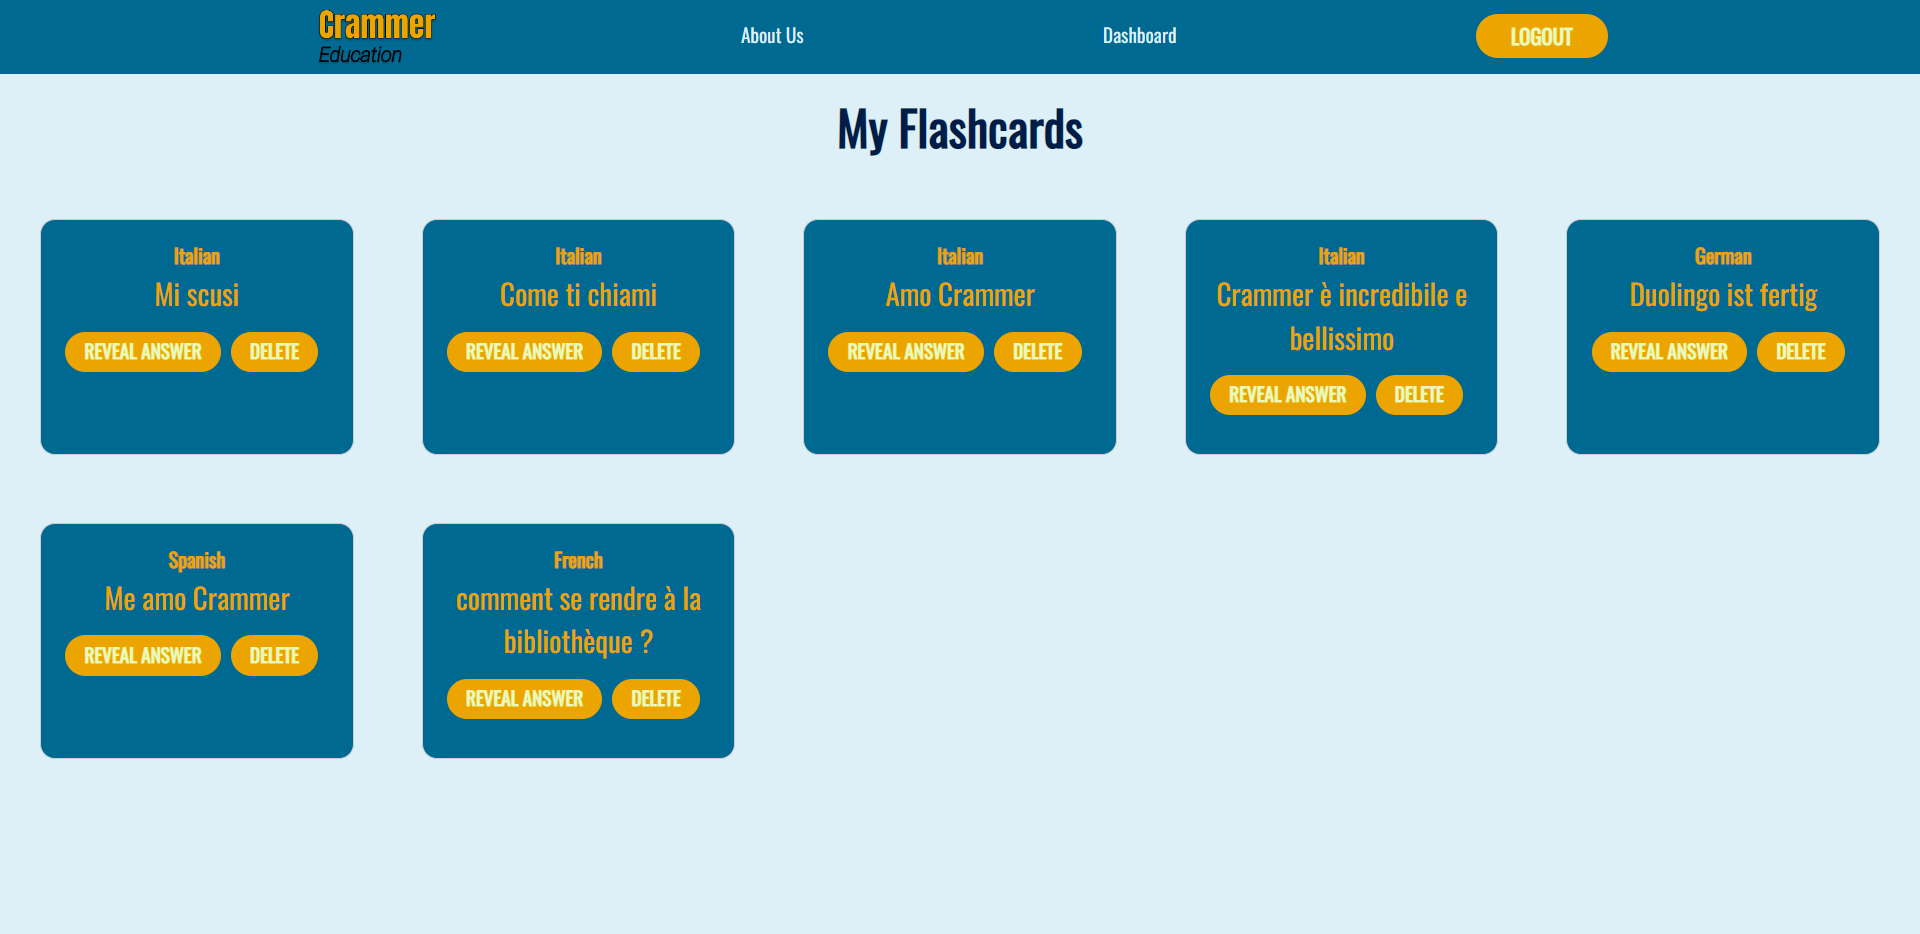 Crammer
Education
About Us
Dashboard
LOGOUT
My Flashcards
Italian
Mi scusi
REVEAL ANSWER
DELETE
Italian
Come ti chiami
REVEAL ANSWER
DELETE
Italian
Amo Crammer
REVEAL ANSWER
DELETE
Italian
Crammer è incredibile e
bellissimo
REVEAL ANSWER
DELETE
German
Duolingo ist fertig
REVEAL ANSWER
DELETE
Spanish
Me amo Crammer
REVEAL ANSWER
DELETE
French
comment se rendre à la
bibliothèque ?
REVEAL ANSWER
DELETE